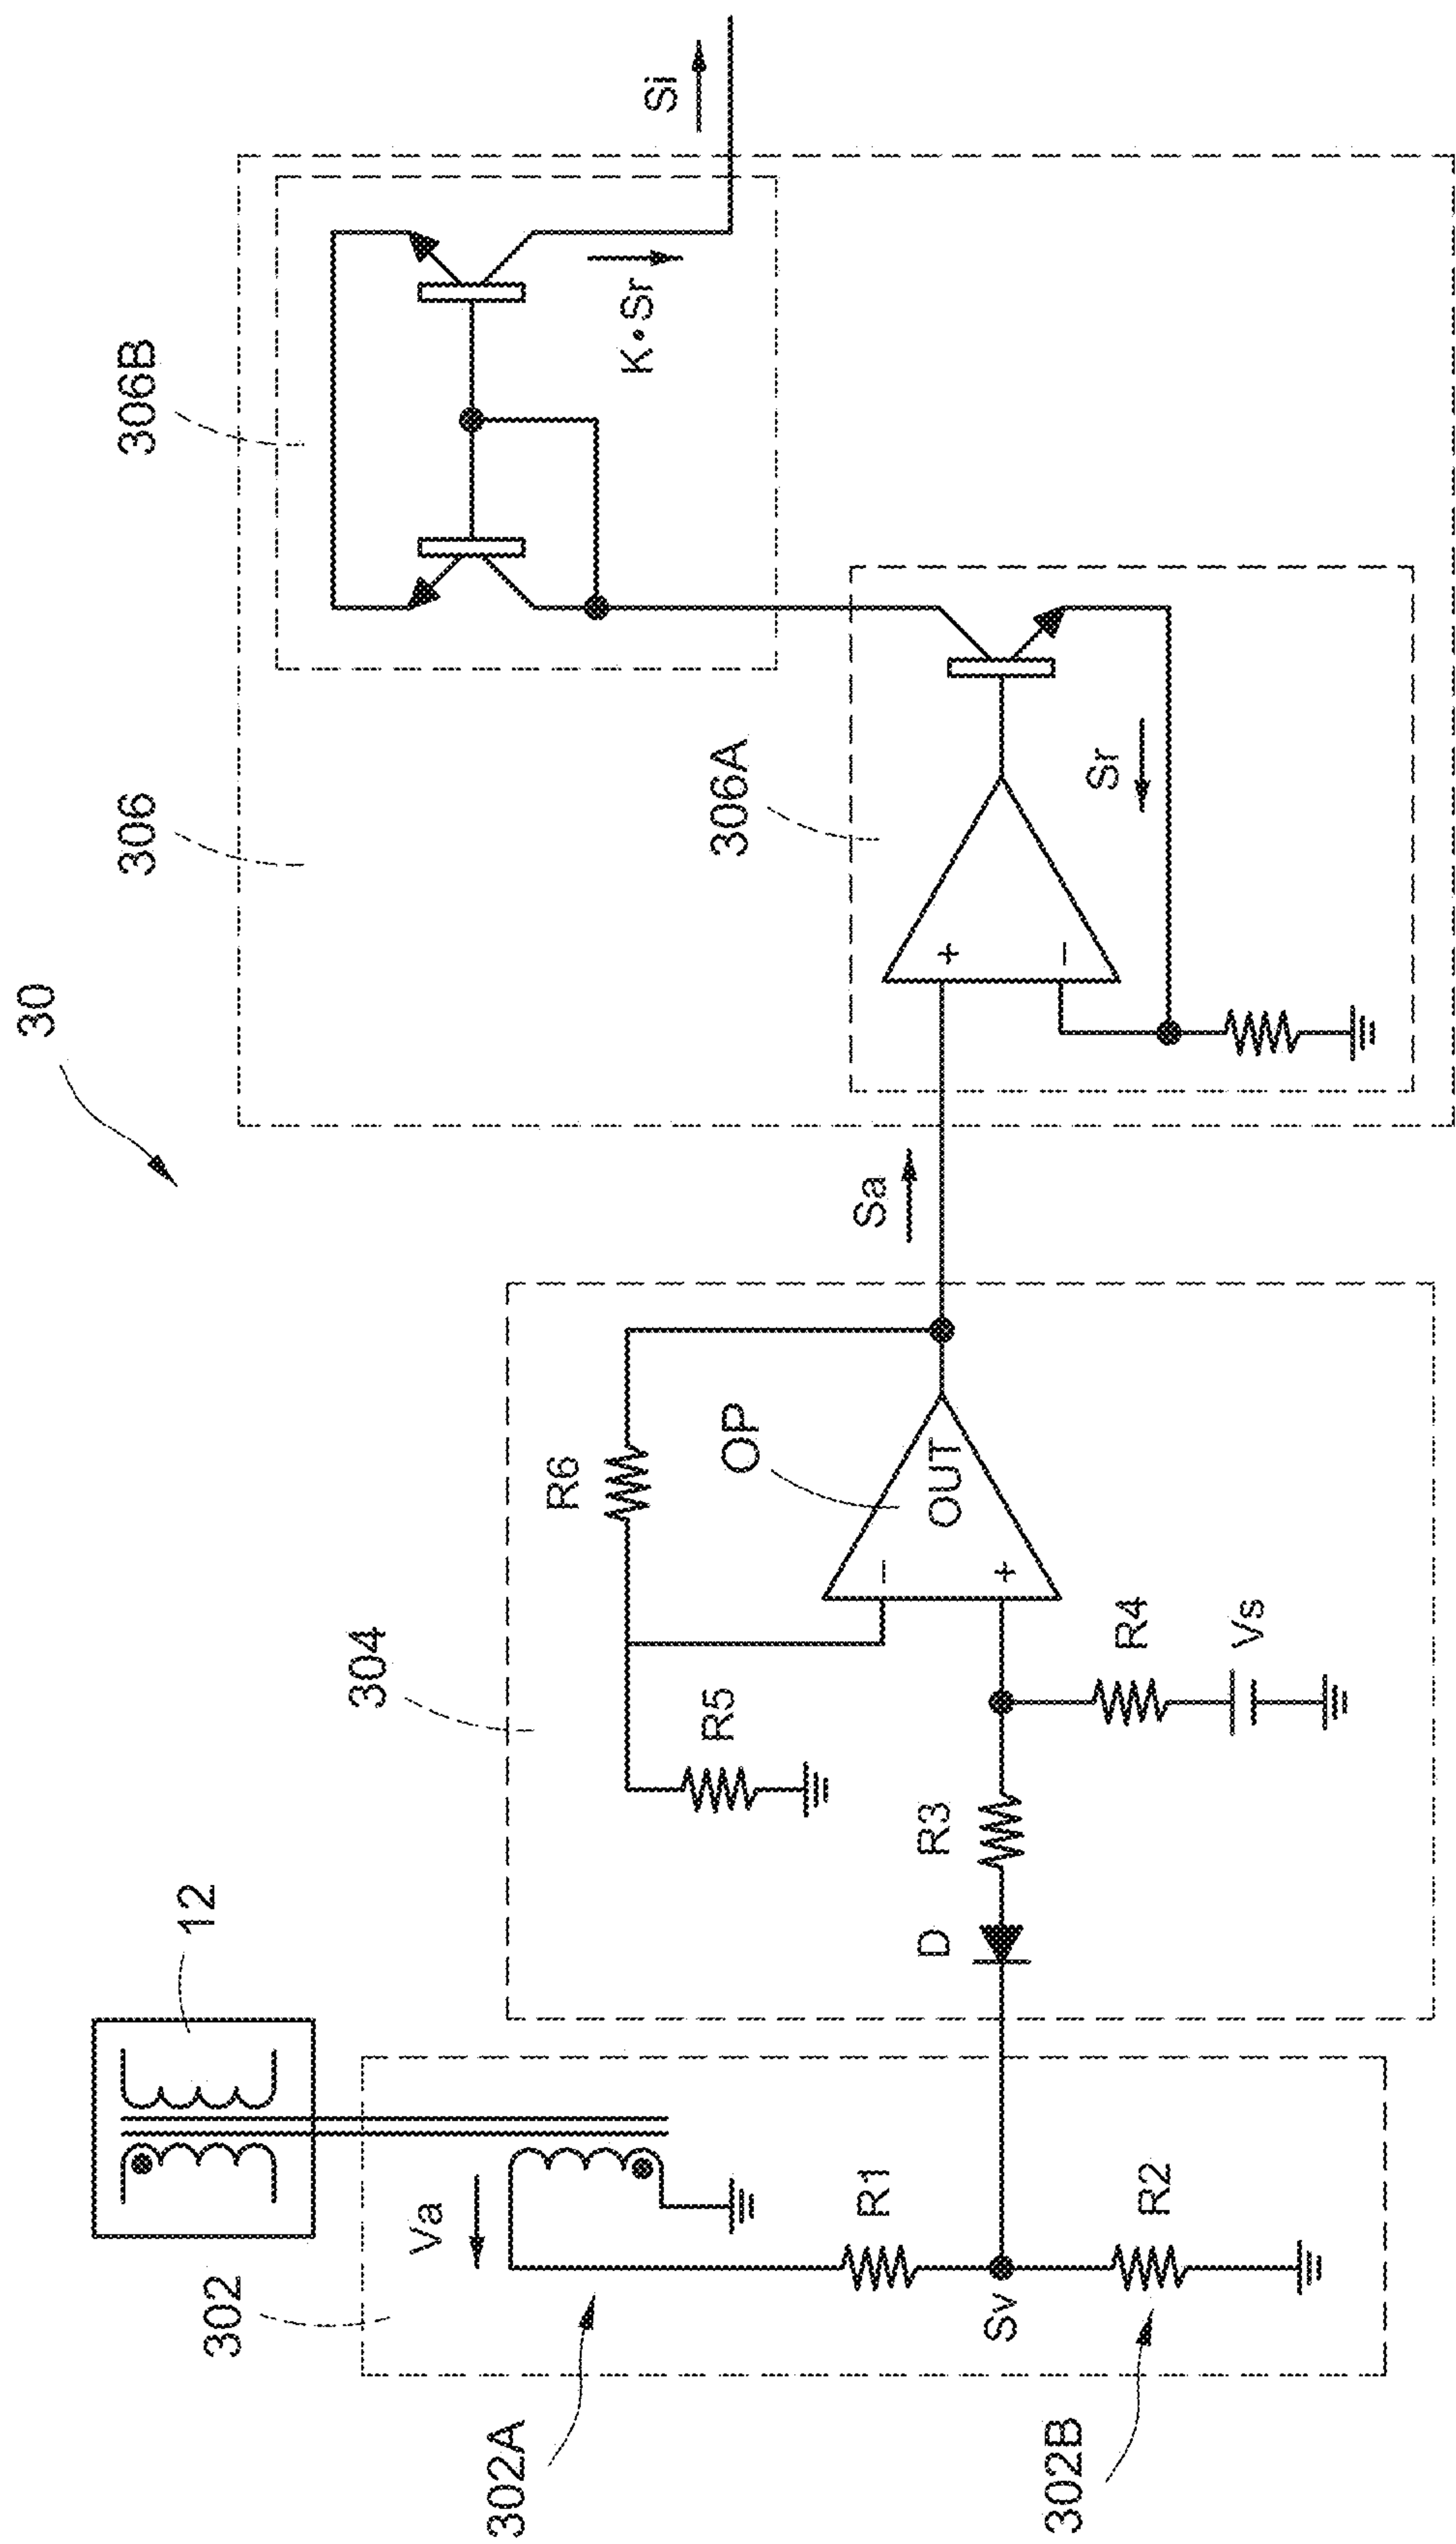 30
306
306B
Si
K•Sr
306A
Sr
+
−
Sa
304
R6
OP
OUT
−
+
R5
R4
Vs
R3
D
12
302
Va
302A
R1
Sv
R2
302B